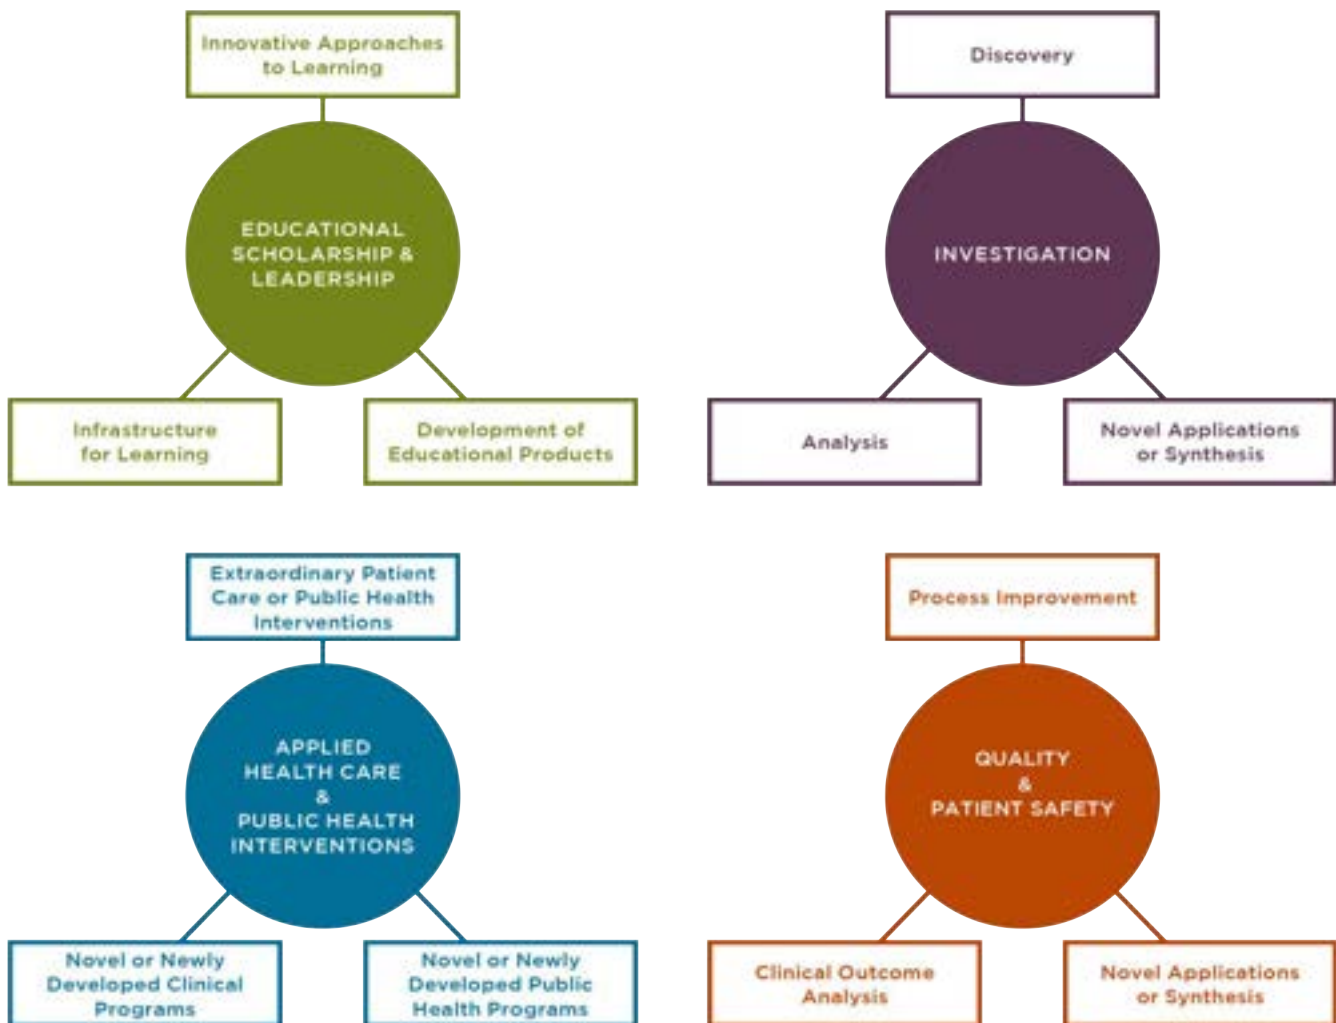 Innovative Approaches
to Learning
EDUCATIONAL
SCHOLARSHIP &
LEADERSHIP
Infrastructure
for Learning
Development of
Educational Products
Discovery
INVESTIGATION
Analysis
Novel Applications
or Synthesis
Extraordinary Patient
Care or Public Health
Interventions
APPLIED
HEALTH CARE
&
PUBLIC HEALTH
INTERVENTIONS
Novel or Newly
Developed Clinical
Programs
Novel or Newly
Developed Public
Health Programs
Process Improvement
QUALITY
&
PATIENT SAFETY
Clinical Outcome
Analysis
Novel Applications
or Synthesis